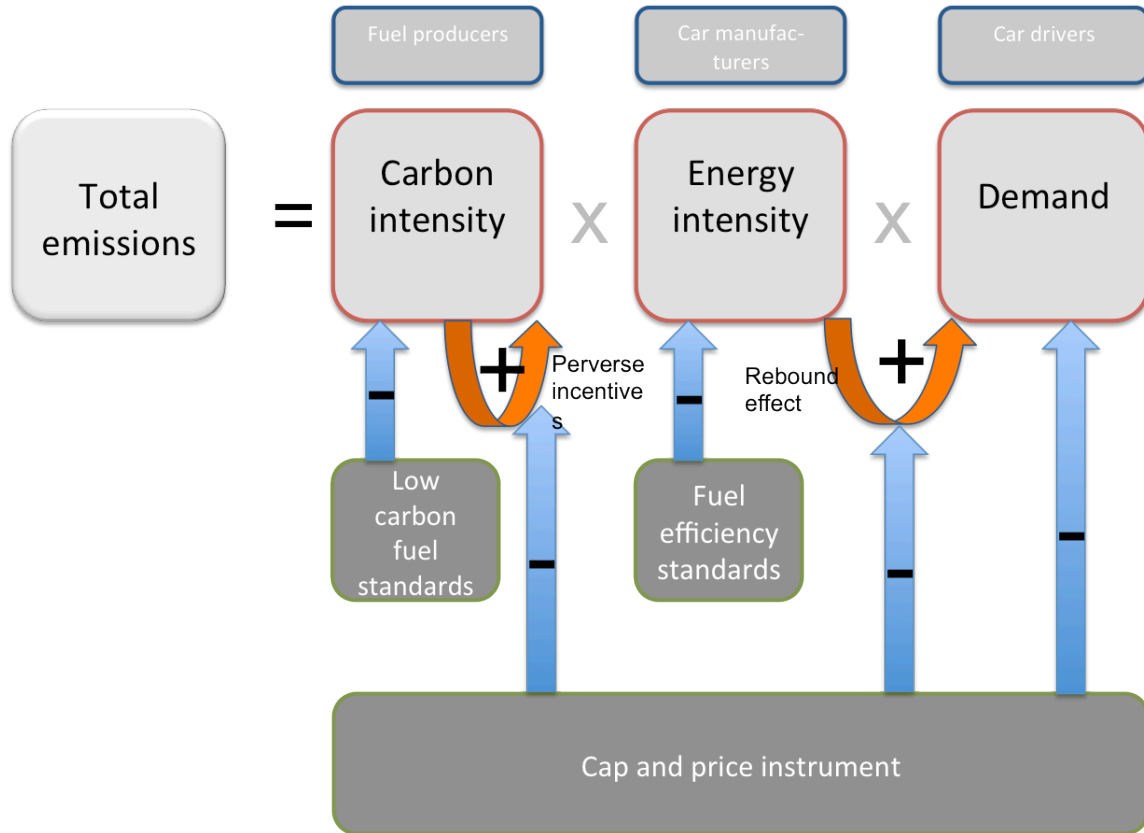 Fuel producers
Car manufac-
turers
Car drivers
Total
emissions
=
Carbon
intensity
x
Energy
intensity
x
Demand
+
Perverse
incentive
s
Rebound
effect
+
-
-
Low
carbon
fuel
standards
Fuel
efficiency
standards
-
-
-
Cap and price instrument